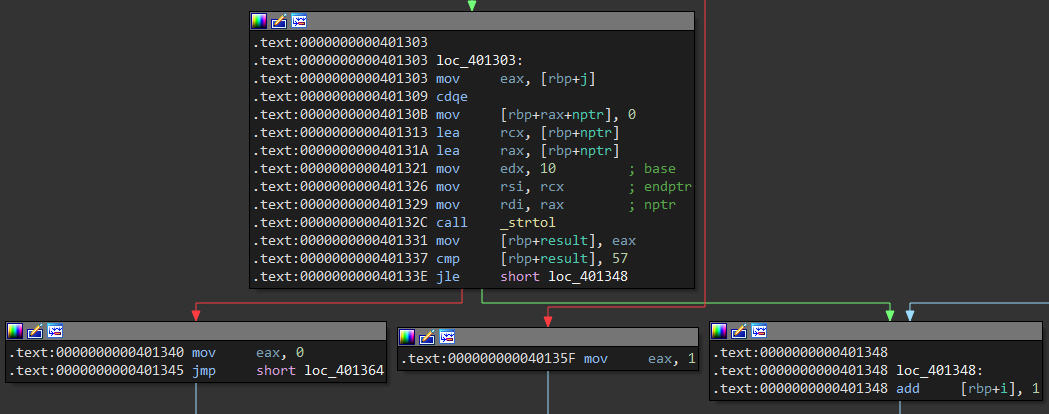 .text:0000000000401303
.text:0000000000401303 loc_401303:
.text:0000000000401303 mov eax, [rbp+j]
.text:0000000000401309 cdqe
.text:000000000040130B mov [rbp+rax+nptr], 0
.text:0000000000401313 lea rcx, [rbp+nptr]
.text:000000000040131A lea rax, [rbp+nptr]
.text:0000000000401321 mov edx, 10 ; base
.text:0000000000401326 mov rsi, rcx ; endptr
.text:0000000000401329 mov rdi, rax ; nptr
.text:000000000040132C call _strtol
.text:0000000000401331 mov [rbp+result], eax
.text:0000000000401337 cmp [rbp+result], 57
.text:000000000040133E jle short loc_401348
.text:0000000000401340 mov eax, 0
.text:0000000000401345 jmp short loc_401364
.text:000000000040135F mov eax, 1
.text:0000000000401348
.text:0000000000401348 loc_401348:
.text:0000000000401348 add [rbp+i], 1